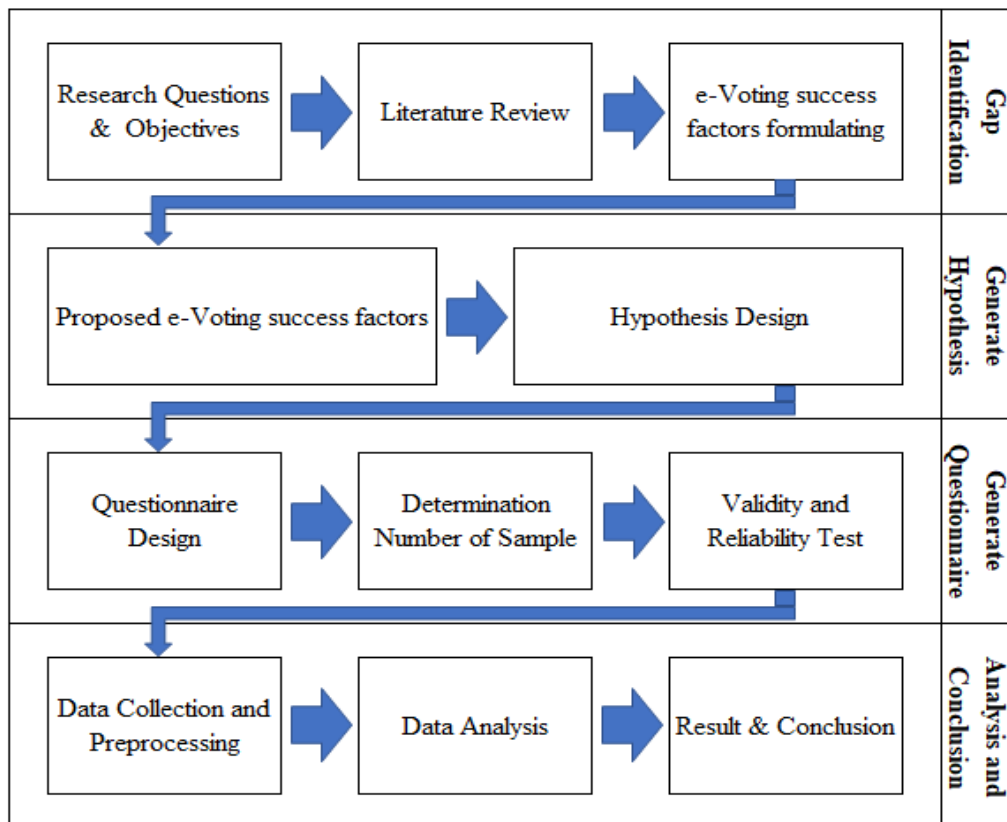 Research Questions
& Objectives
Literature Review
e-Voting success
factors formulating
Gap
Identification
Proposed e-Voting success factors
Hypothesis Design
Generate
Hypothesis
Questionnaire
Design
Determination
Number of Sample
Validity and
Reliability Test
Generate
Questionnaire
Data Collection and
Preprocessing
Data Analysis
Result & Conclusion
Analysis and
Conclusion